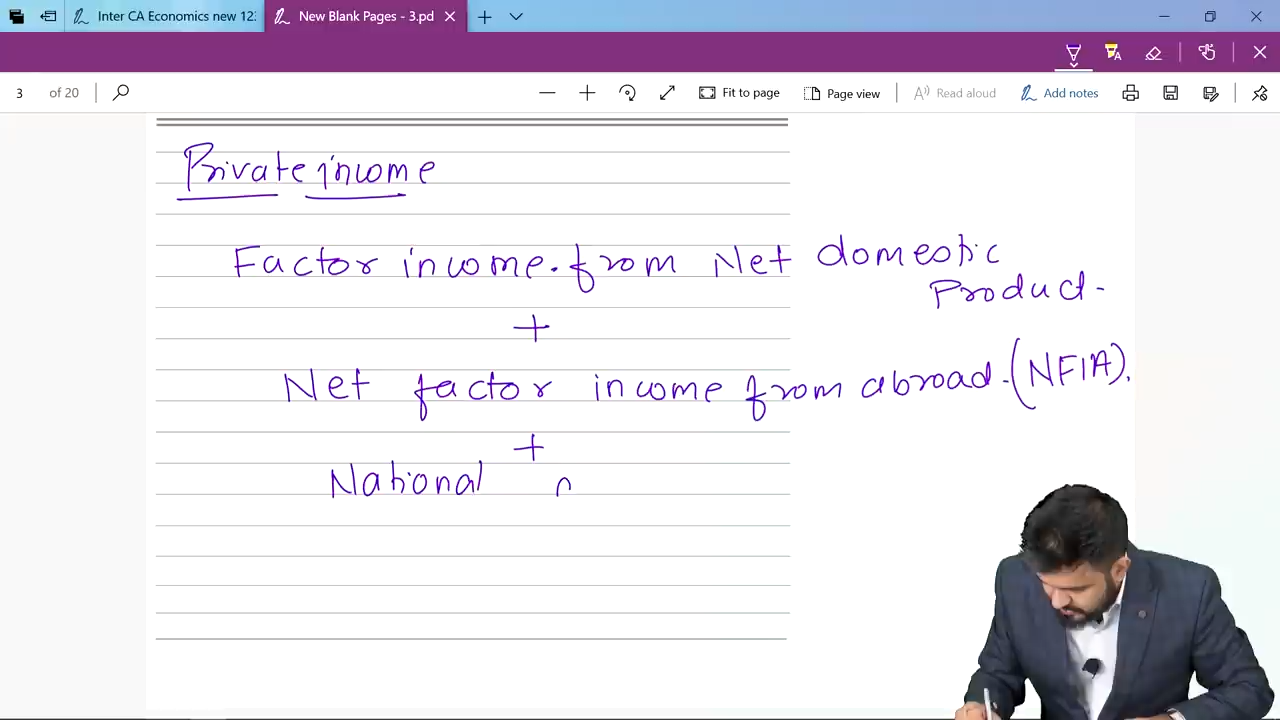 Inter CA Economics new 12:
New Blank Pages - 3.pd
3 of 20
Fit to page
Page view
Read aloud
Add notes
Private income
Factor income. from Net domestic
Product-
+
Net factor income from abroad. (NFIA).
+
National